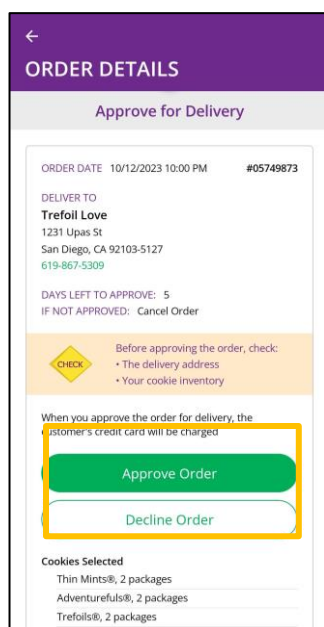 ←
ORDER DETAILS
Approve for Delivery
ORDER DATE 10/12/2023 10:00 PM #05749873
DELIVER TO
Trefoil Love
1231 Upas St
San Diego, CA 92103-5127
619-867-5309
DAYS LEFT TO APPROVE: 5
IF NOT APPROVED: Cancel Order
CHECK
Before approving the order, check:
• The delivery address
• Your cookie inventory
When you approve the order for delivery, the
customer's credit card will be charged
Approve Order
Decline Order
Cookies Selected
Thin Mints®, 2 packages
Adventurefuls®, 2 packages
Trefoils®, 2 packages